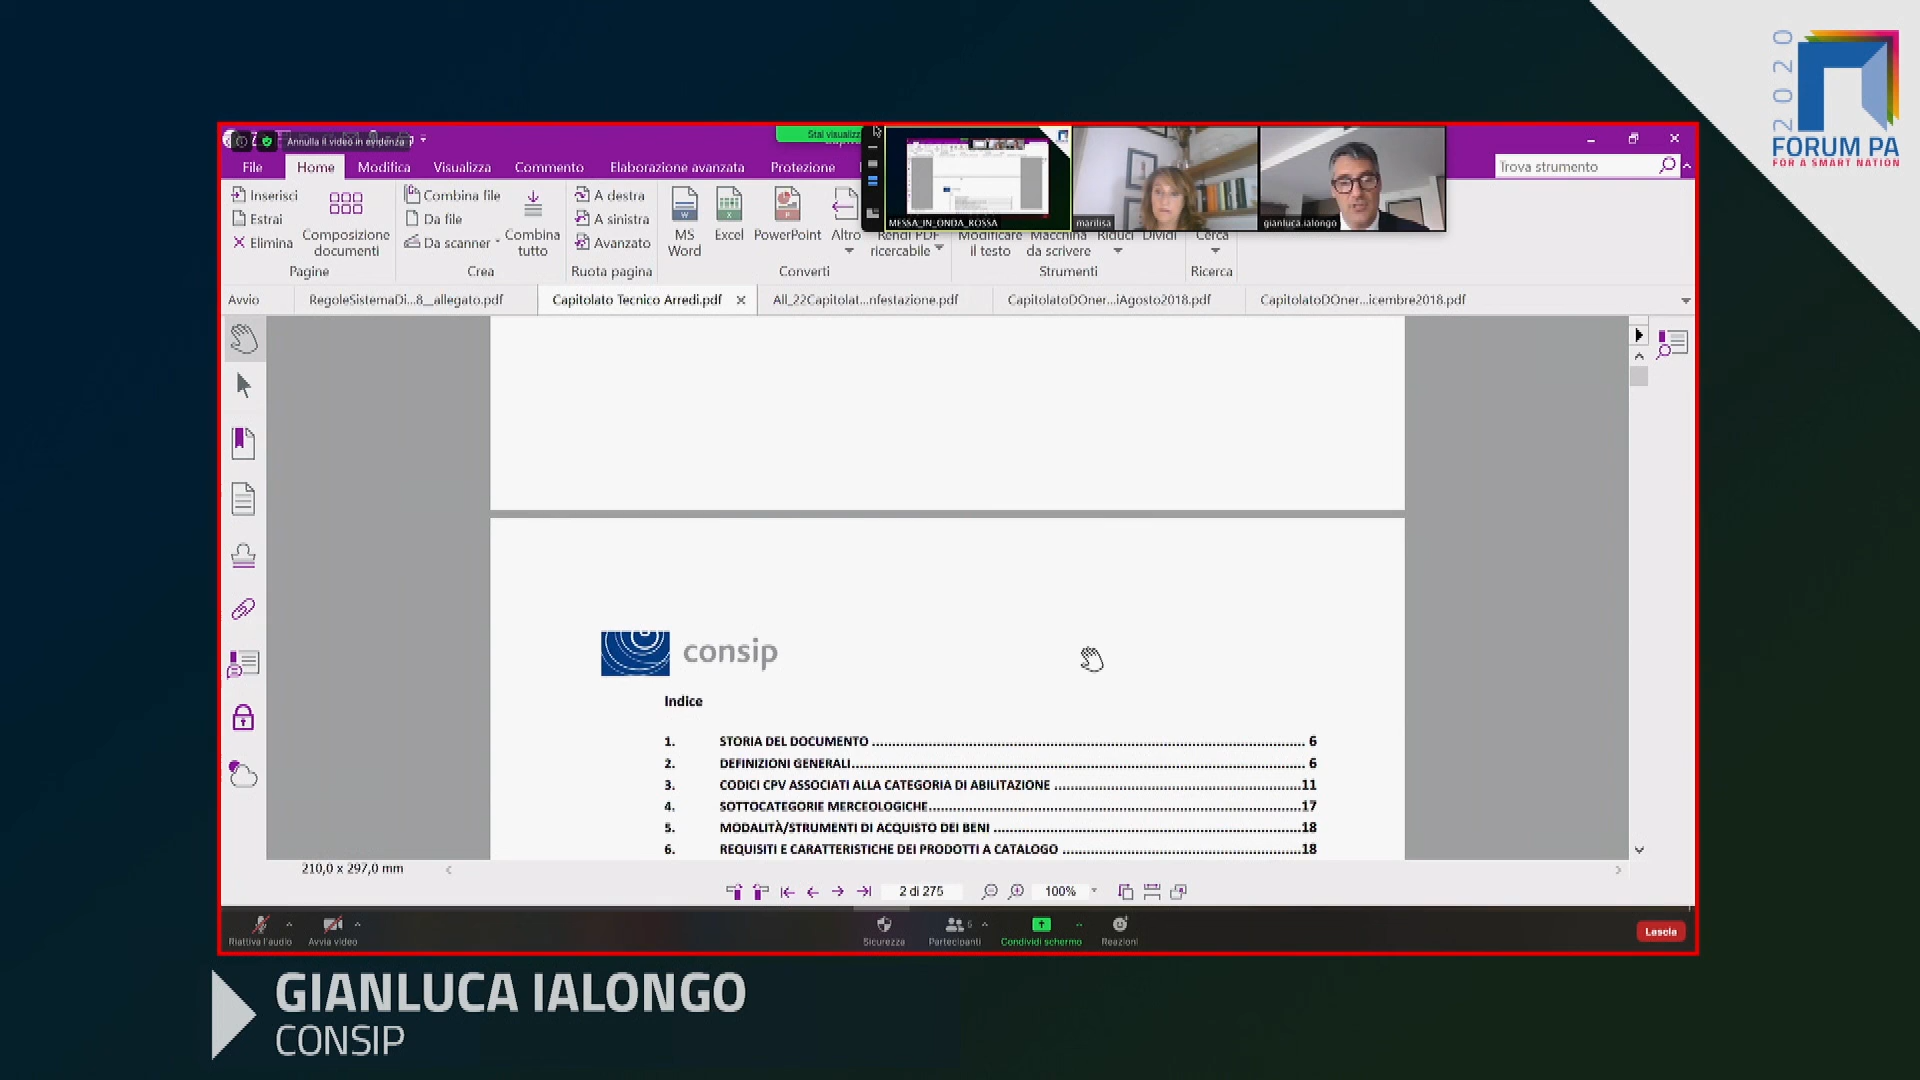 2020
FORUM PA
FOR A SMART NATION
Annulla il video in evidenza
Stai visualizz
File Home Modifica Visualizza Commento Elaborazione avanzata Protezione
Trova strumento
MESSA_IN_ONDA_ROSSA
marilisa
gianluca.ialongo
Inserisci
Estrai
Elimina
Composizione
documenti
Pagine
Combina file
Da file
Da scanner
Combina
tutto
Crea
A destra
A sinistra
Avanzato
Ruota pagina
MS
Word
Excel
PowerPoint
Altro
Rendi PDF
ricercabile
Converti
Modificare
il testo
Macchina
da scrivere
Riduci
Dividi
Strumenti
Cerca
Ricerca
Avvio
RegoleSistemaDi...8__allegato.pdf
Capitolato Tecnico Arredi.pdf
All_22Capitolat...nfestazione.pdf
CapitolatoDOner...iAgosto2018.pdf
CapitolatoDOner...icembre2018.pdf
consip
Indice
1. STORIA DEL DOCUMENTO 6
2. DEFINIZIONI GENERALI 6
3. CODICI CPV ASSOCIATI ALLA CATEGORIA DI ABILITAZIONE 11
4. SOTTOCATEGORIE MERCEOLOGICHE 17
5. MODALITÀ/STRUMENTI DI ACQUISTO DEI BENI 18
6. REQUISITI E CARATTERISTICHE DEI PRODOTTI A CATALOGO 18
210,0 x 297,0 mm
2 di 275
100%
Riattiva l'audio
Avvia video
Sicurezza
Partecipanti
Condividi schermo
Reazioni
Lascia
GIANLUCA IALONGO
CONSIP